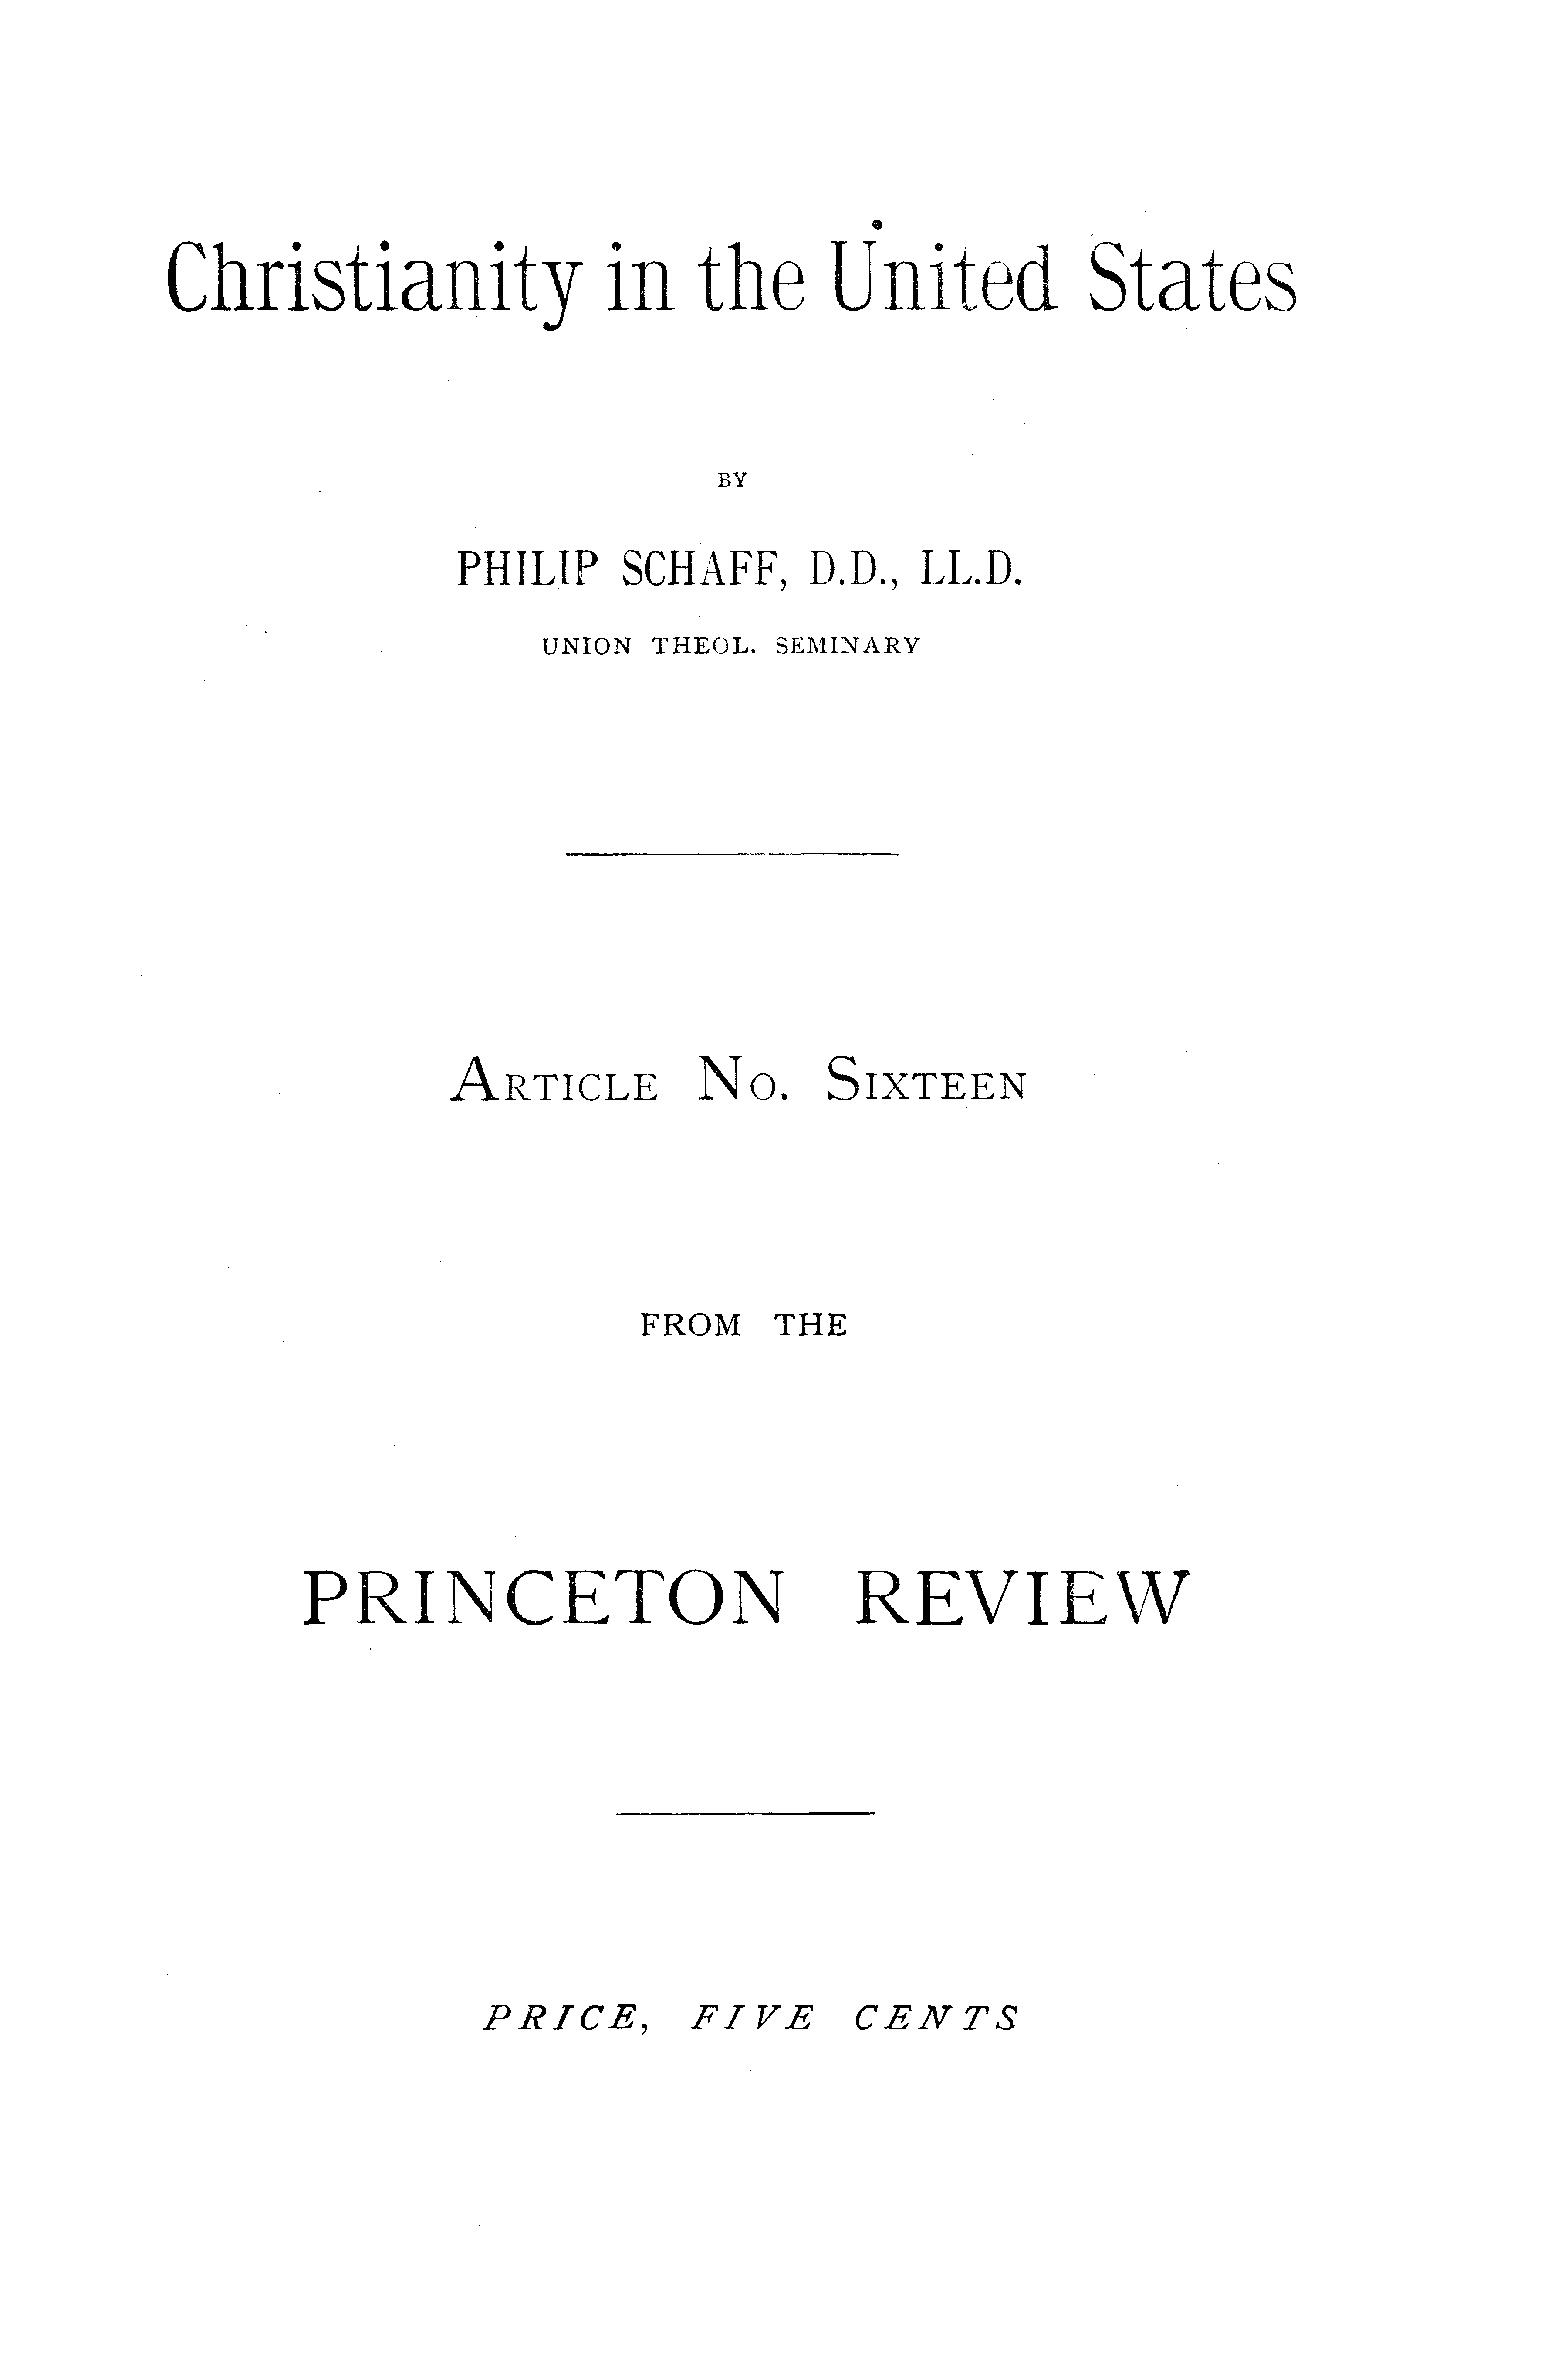 Christianity in the United States
BY
PHILIP SCHAFF, D.D., LL.D.
UNION THEOL. SEMINARY
ARTICLE NO. SIXTEEN
FROM THE
PRINCETON REVIEW
PRICE, FIVE CENTS